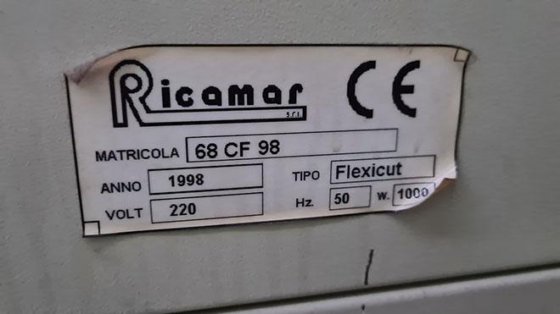 Ricamar CE
s.r.l.
MATRICOLA 68 CF 98
ANNO 1998 TIPO Flexicut
VOLT 220 Hz. 50 w. 1000